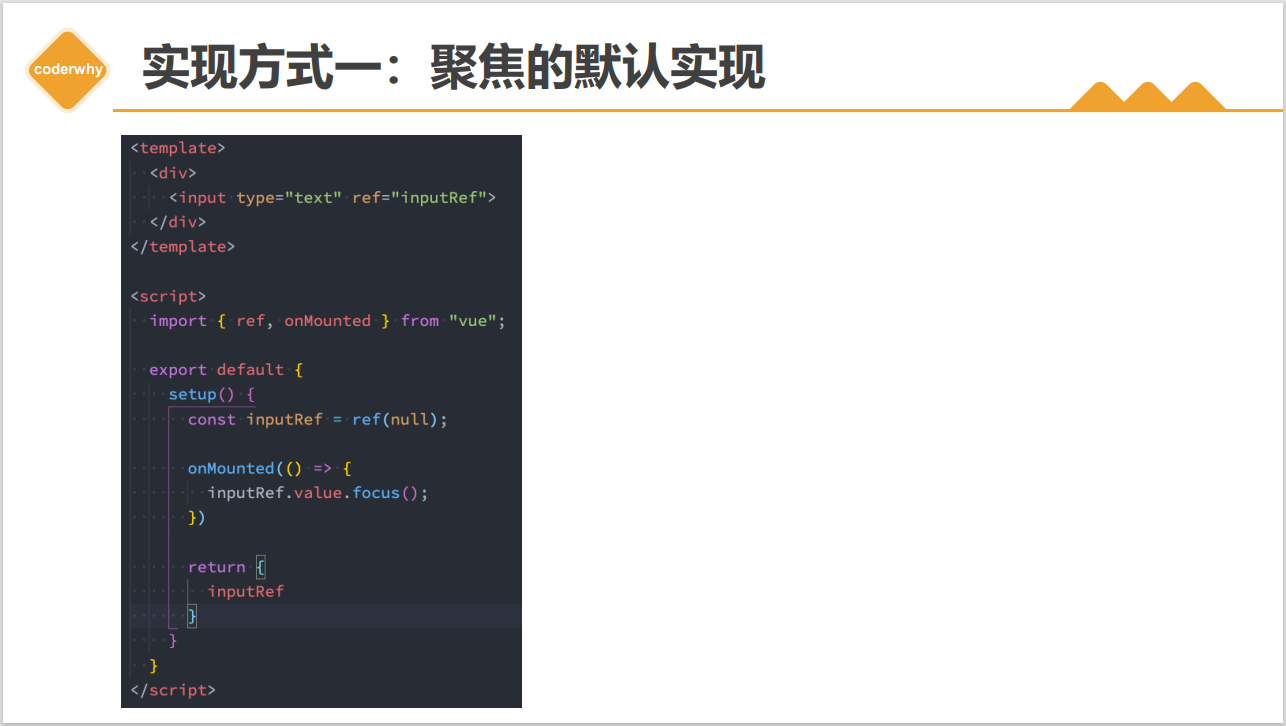 coderwhy
实现方式一：聚焦的默认实现
<template>
  <div>
    <input type="text" ref="inputRef">
  </div>
</template>

<script>
  import { ref, onMounted } from "vue";

  export default {
    setup() {
      const inputRef = ref(null);

      onMounted(() => {
        inputRef.value.focus();
      })

      return {
        inputRef
      }
    }
  }
</script>